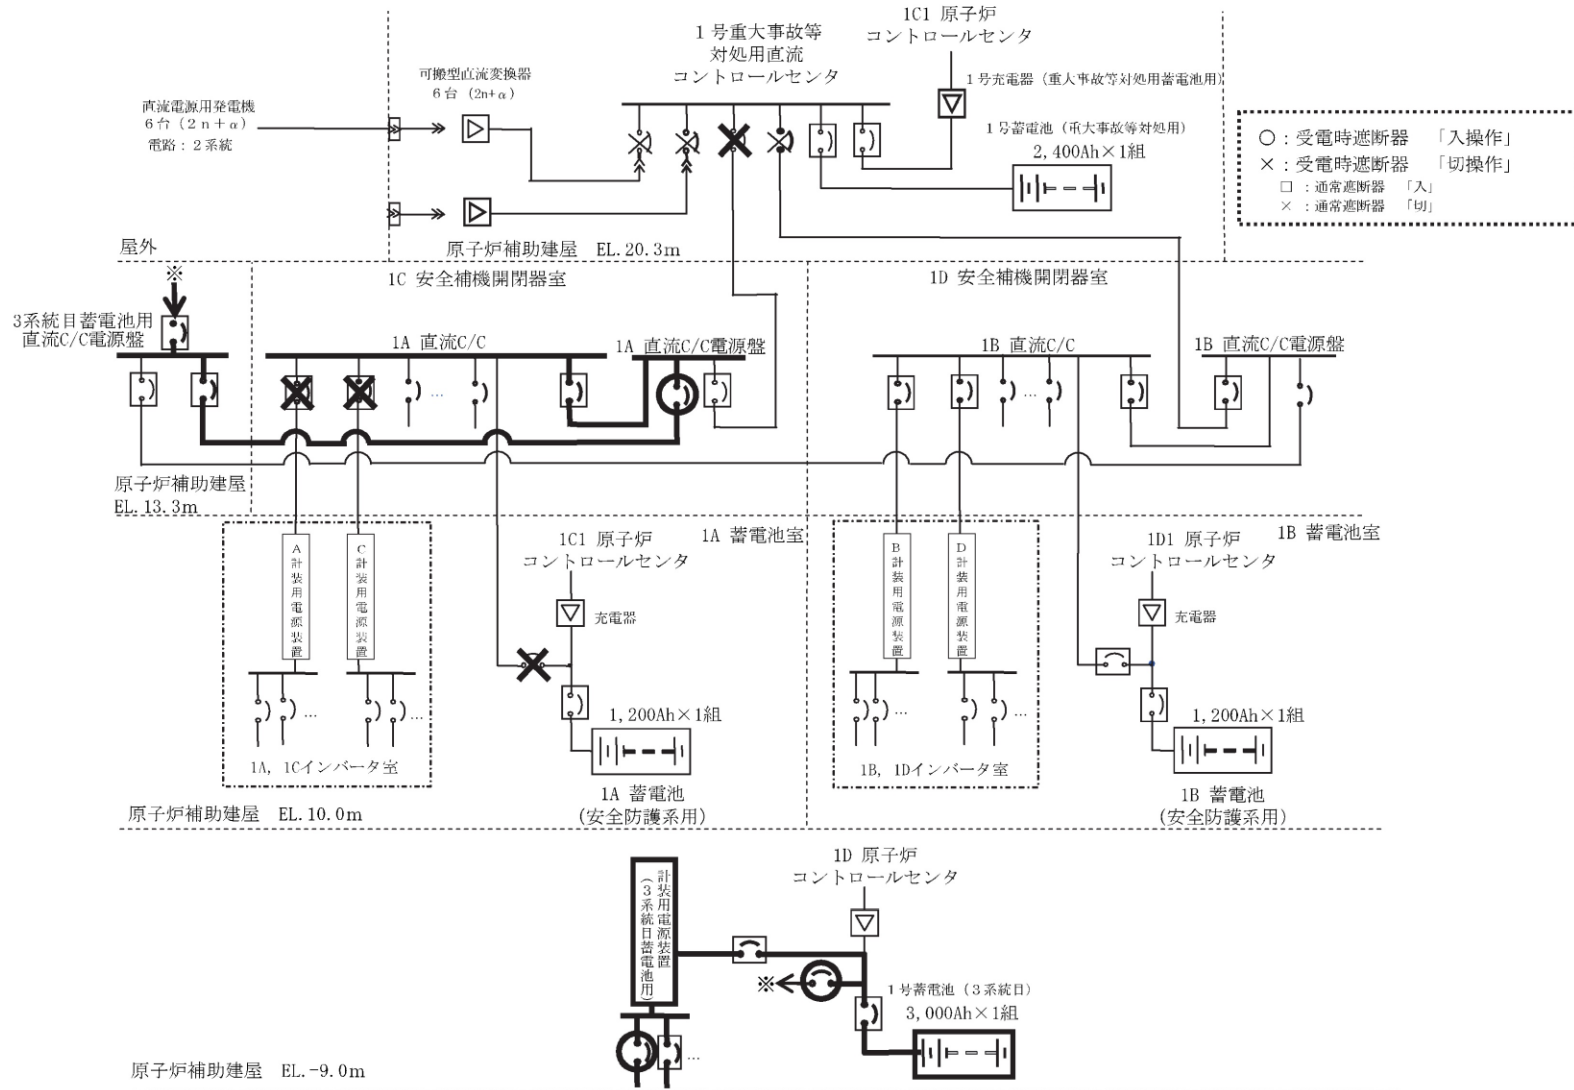 1C1 原子炉
コントロールセンタ
1号重大事故等
対処用直流
コントロールセンタ
可搬型直流変換器
6台 (2n+α)
1号充電器（重大事故等対処用蓄電池用）
直流電源用発電機
6台（2n+α）
電路：2系統
1号蓄電池（重大事故等対処用）
2,400Ah×1組
○：受電時遮断器　「入操作」
×：受電時遮断器　「切操作」
□：通常遮断器　「入」
×：通常遮断器　「切」
屋外
原子炉補助建屋　EL.20.3m
※
1C 安全補機開閉器室
1D 安全補機開閉器室
3系統目蓄電池用
直流C/C電源盤
1A 直流C/C
1A 直流C/C電源盤
1B 直流C/C
1B 直流C/C電源盤
…
…
原子炉補助建屋
EL.13.3m
1A 蓄電池室
1B 蓄電池室
1C1 原子炉
コントロールセンタ
1D1 原子炉
コントロールセンタ
A計装用電源装置
C計装用電源装置
B計装用電源装置
D計装用電源装置
充電器
充電器
…
…
…
…
1,200Ah×1組
1,200Ah×1組
1A, 1Cインバータ室
1B, 1Dインバータ室
1A 蓄電池
(安全防護系用)
1B 蓄電池
(安全防護系用)
原子炉補助建屋　EL.10.0m
1D 原子炉
コントロールセンタ
計装用電源装置
（3系統目蓄電池用）
※
1号蓄電池（3系統目）
3,000Ah×1組
…
原子炉補助建屋　EL.-9.0m